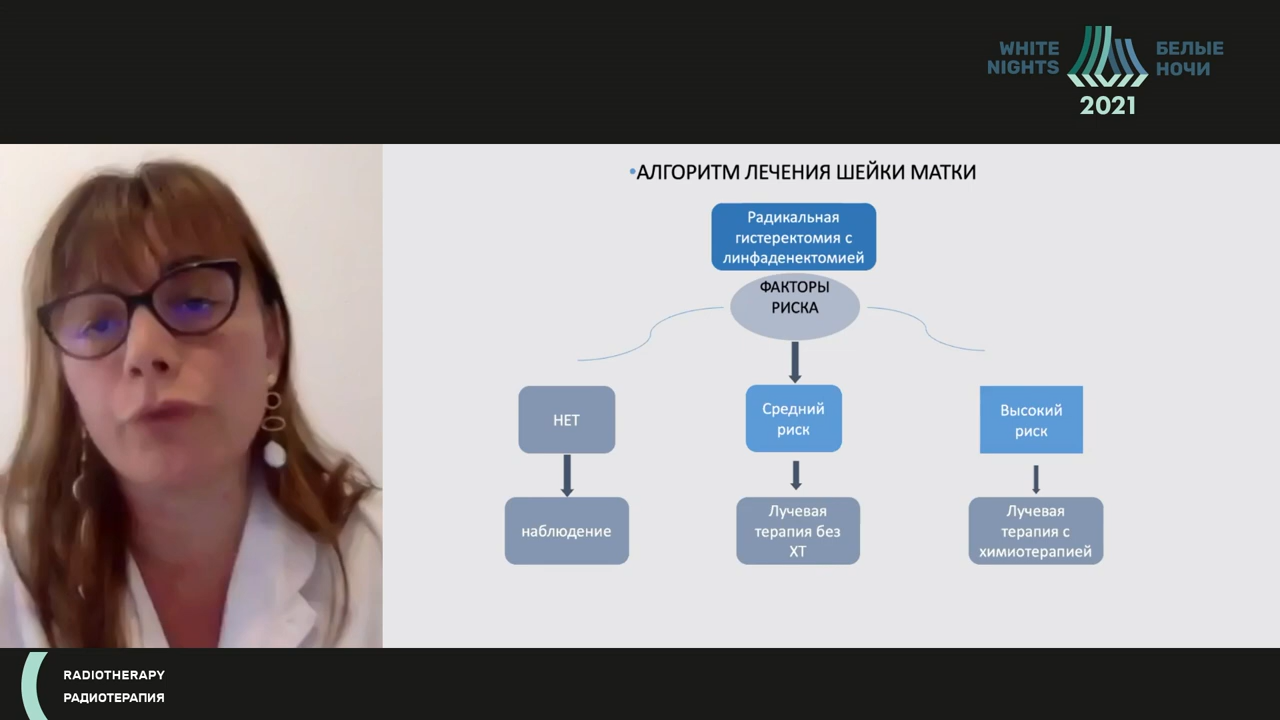 WHITE
NIGHTS
БЕЛЫЕ
НОЧИ
2021
•АЛГОРИТМ ЛЕЧЕНИЯ ШЕЙКИ МАТКИ
Радикальная
гистеректомия с
линфаденектомией
ФАКТОРЫ
РИСКА
НЕТ
Средний
риск
Высокий
риск
наблюдение
Лучевая
терапия без
ХТ
Лучевая
терапия с
химиотерапией
RADIOTHERAPY
РАДИОТЕРАПИЯ